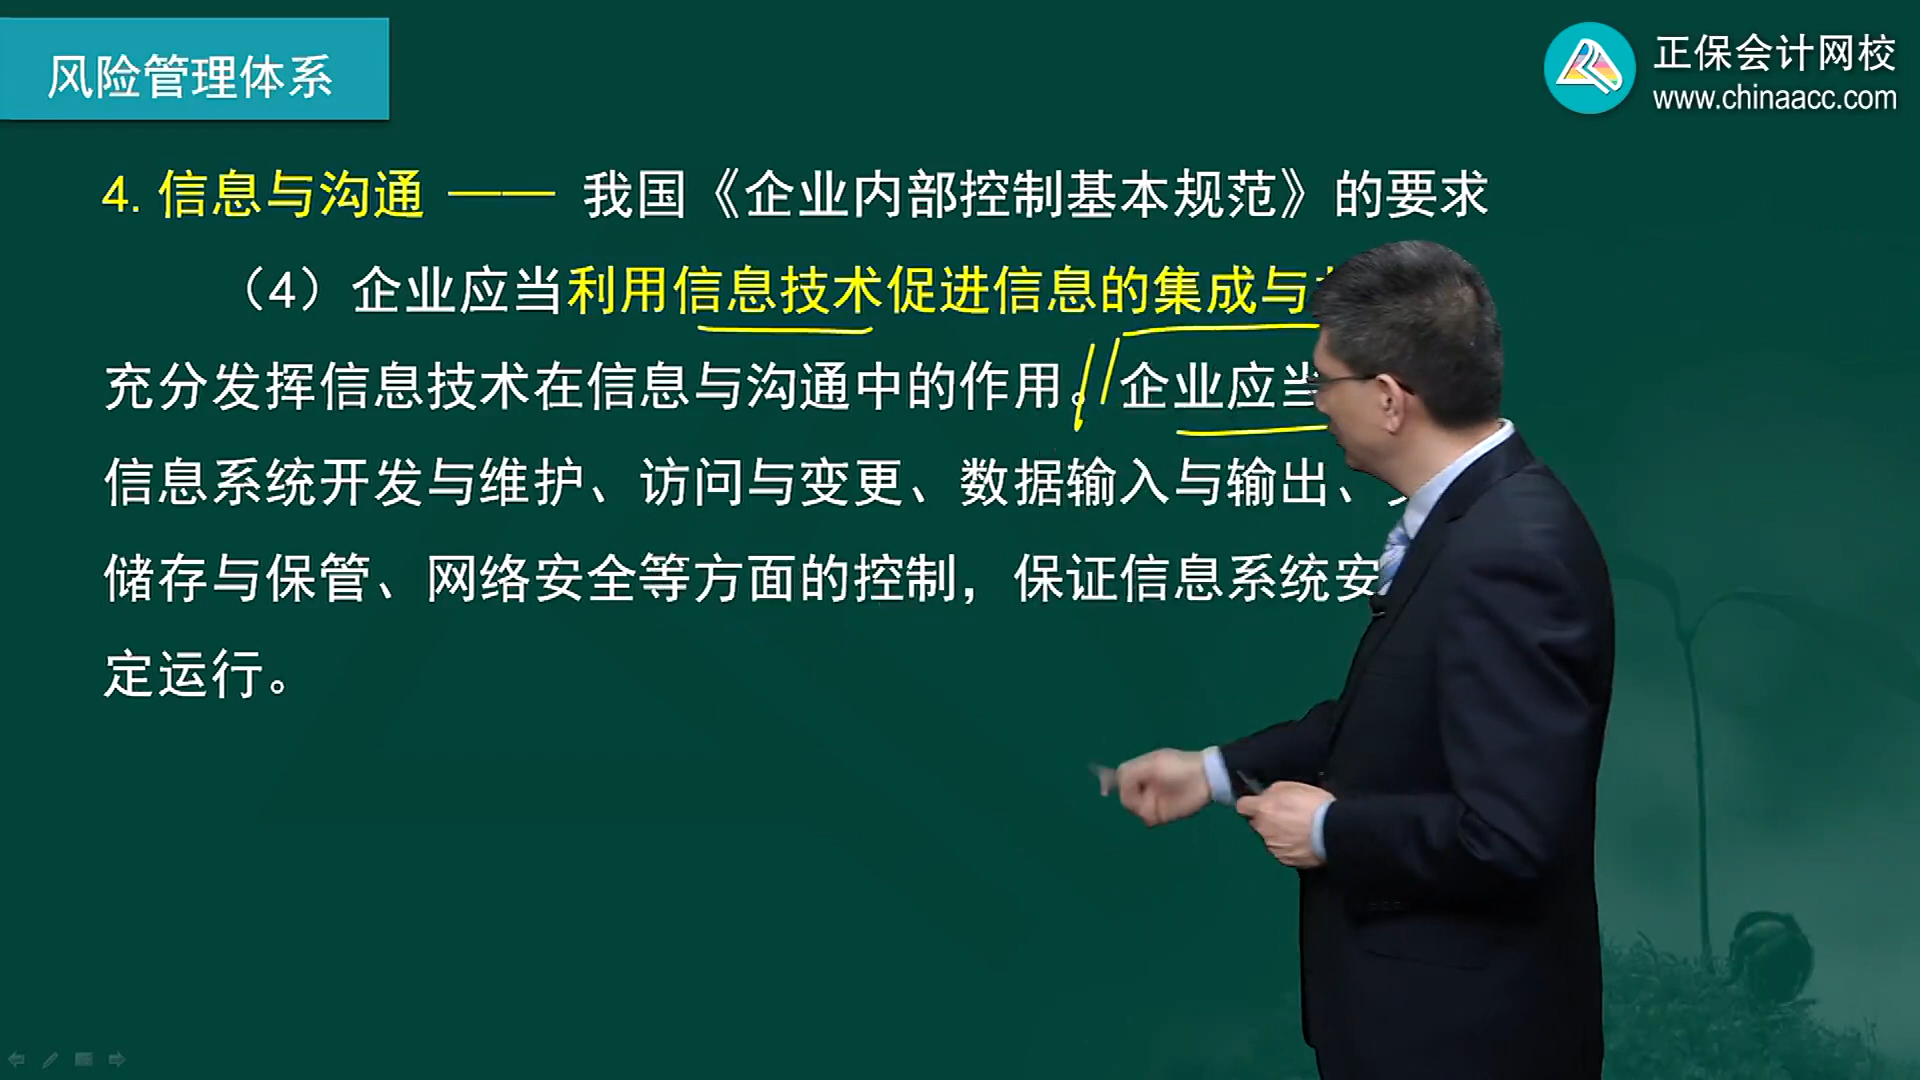 风险管理体系
正保会计网校
www.chinaacc.com
4. 信息与沟通 —— 我国《企业内部控制基本规范》的要求
（4）企业应当利用信息技术促进信息的集成与
充分发挥信息技术在信息与沟通中的作用。企业应当
信息系统开发与维护、访问与变更、数据输入与输出、
储存与保管、网络安全等方面的控制，保证信息系统安
定运行。